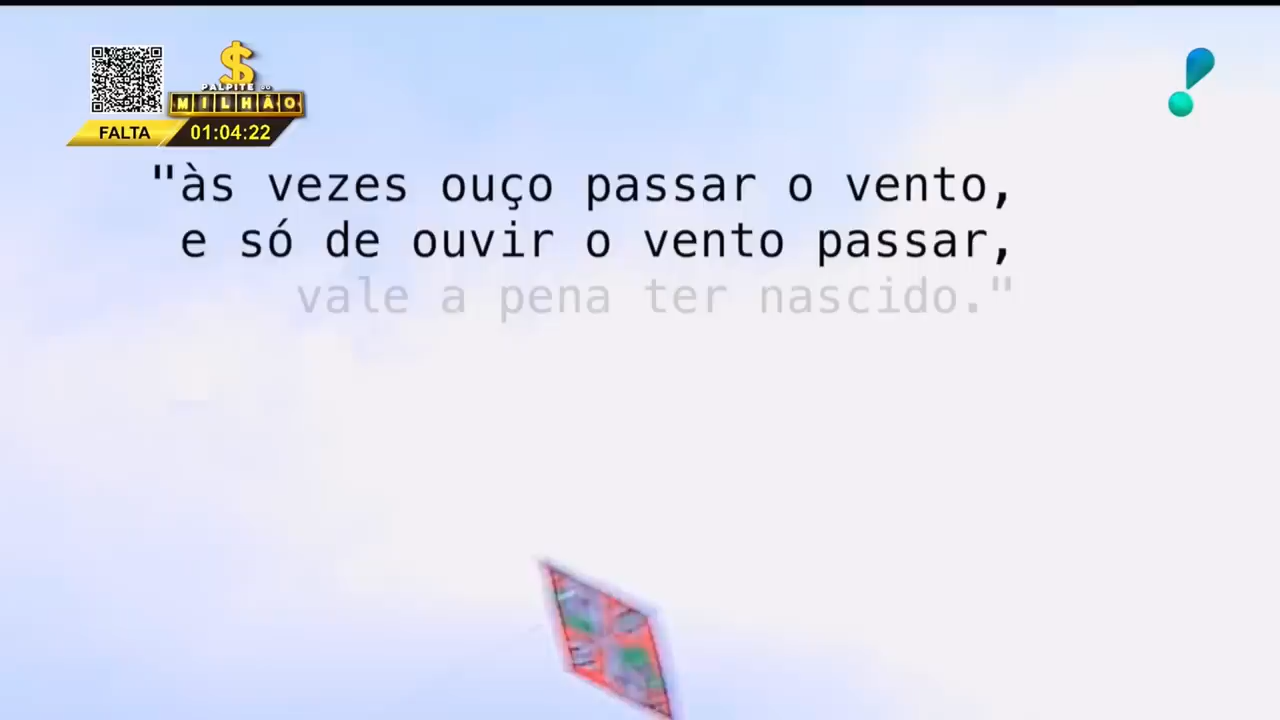 PALPITE DO
MILHÃO
FALTA 01:04:22
"às vezes ouço passar o vento,
e só de ouvir o vento passar,
vale a pena ter nascido."